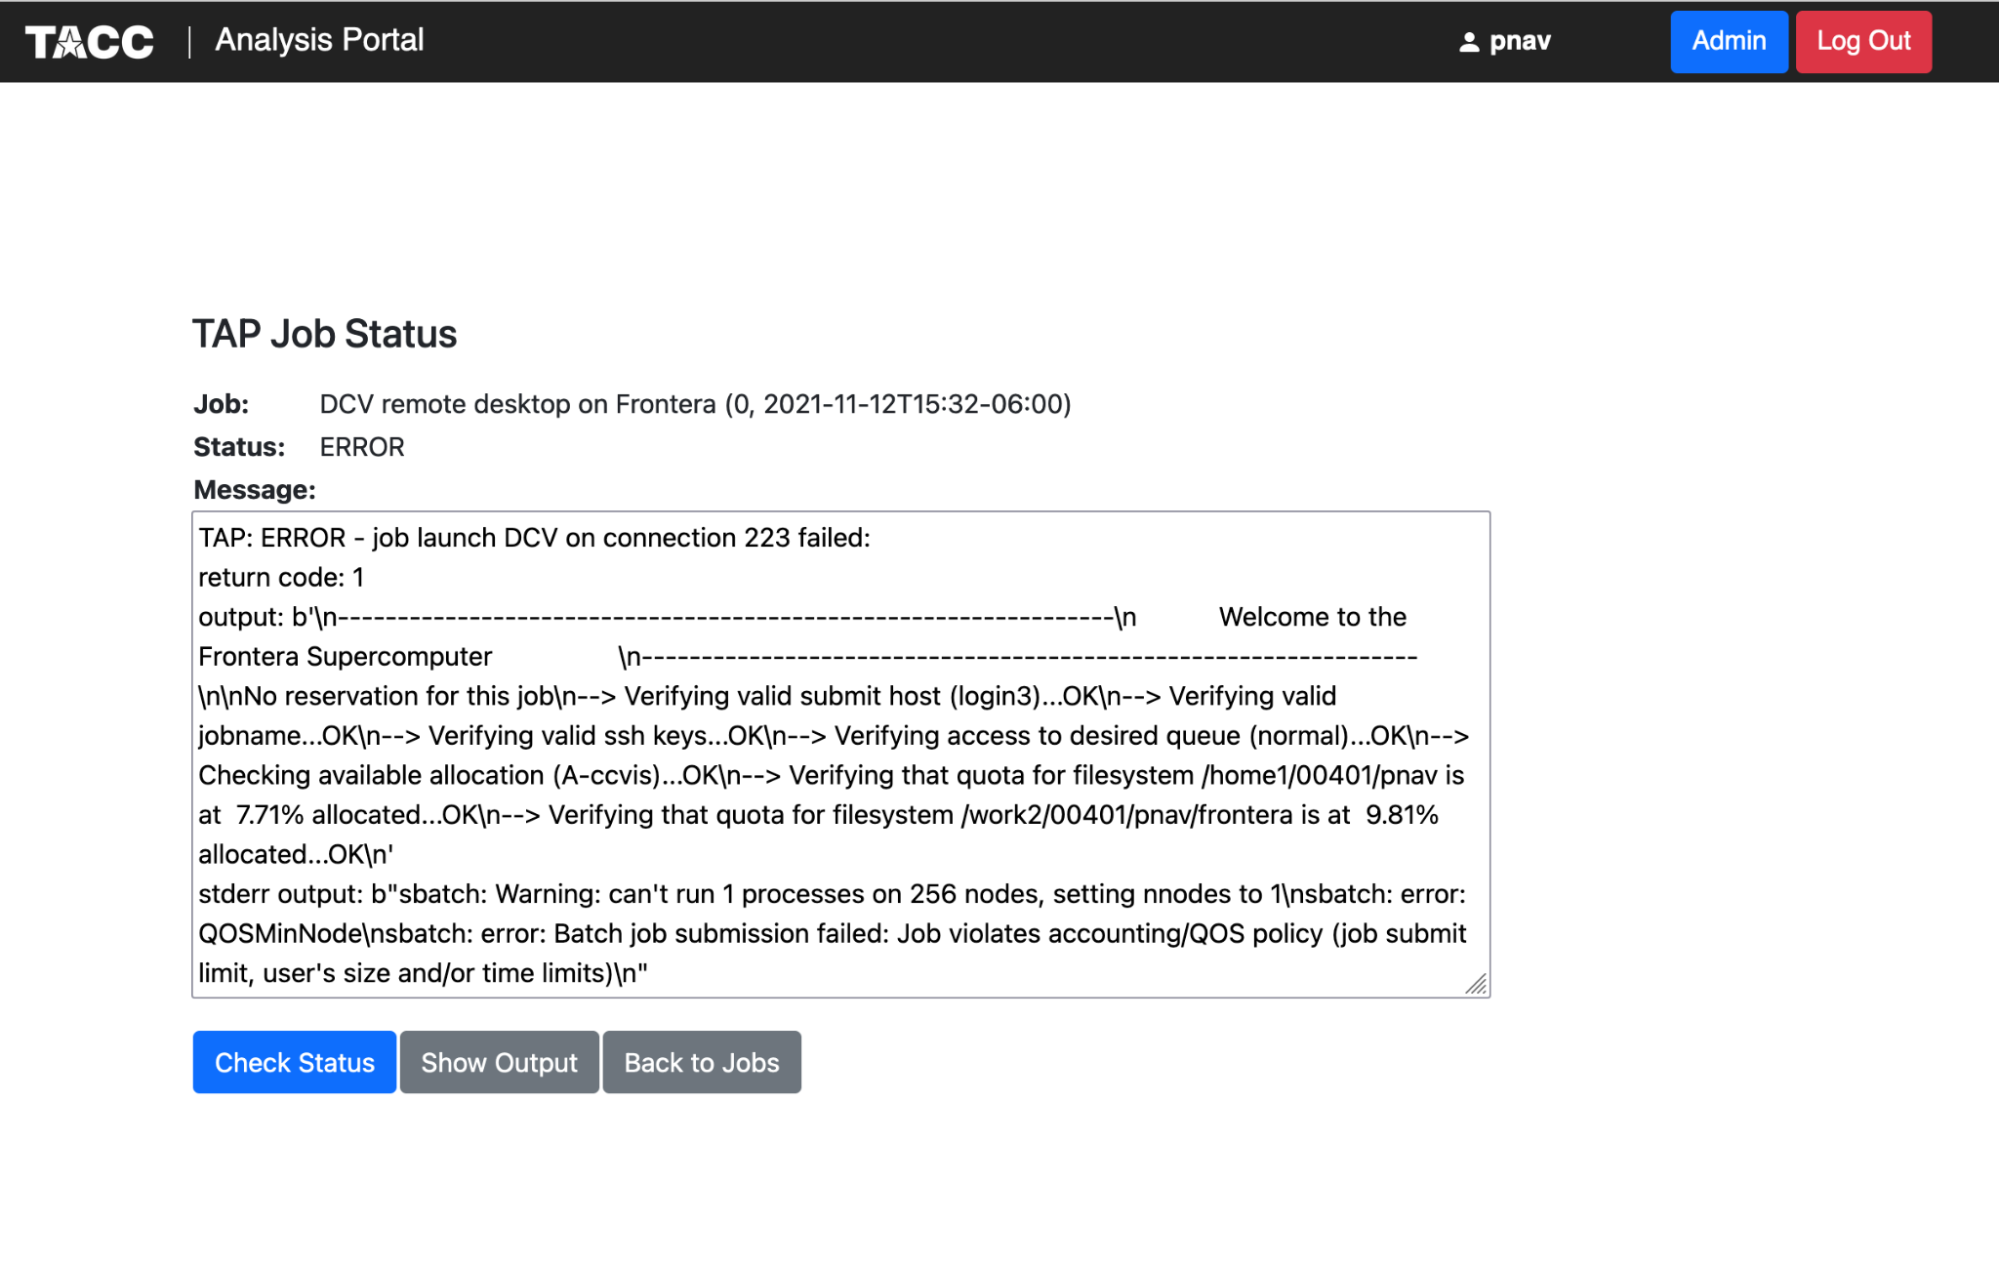 TACC | Analysis Portal pnav Admin Log Out
TAP Job Status
Job: DCV remote desktop on Frontera (0, 2021-11-12T15:32-06:00)
Status: ERROR
Message:
TAP: ERROR - job launch DCV on connection 223 failed:
return code: 1
output: b'\n-----------------------------------------------------------------\n Welcome to the
Frontera Supercomputer \n-----------------------------------------------------------------
\n\nNo reservation for this job\n--> Verifying valid submit host (login3)...OK\n--> Verifying valid
jobname...OK\n--> Verifying valid ssh keys...OK\n--> Verifying access to desired queue (normal)...OK\n-->
Checking available allocation (A-ccvis)...OK\n--> Verifying that quota for filesystem /home1/00401/pnav is
at  7.71% allocated...OK\n--> Verifying that quota for filesystem /work2/00401/pnav/frontera is at  9.81%
allocated...OK\n'
stderr output: b"sbatch: Warning: can't run 1 processes on 256 nodes, setting nnodes to 1\nsbatch: error:
QOSMinNode\nsbatch: error: Batch job submission failed: Job violates accounting/QOS policy (job submit
limit, user's size and/or time limits)\n"
Check Status Show Output Back to Jobs